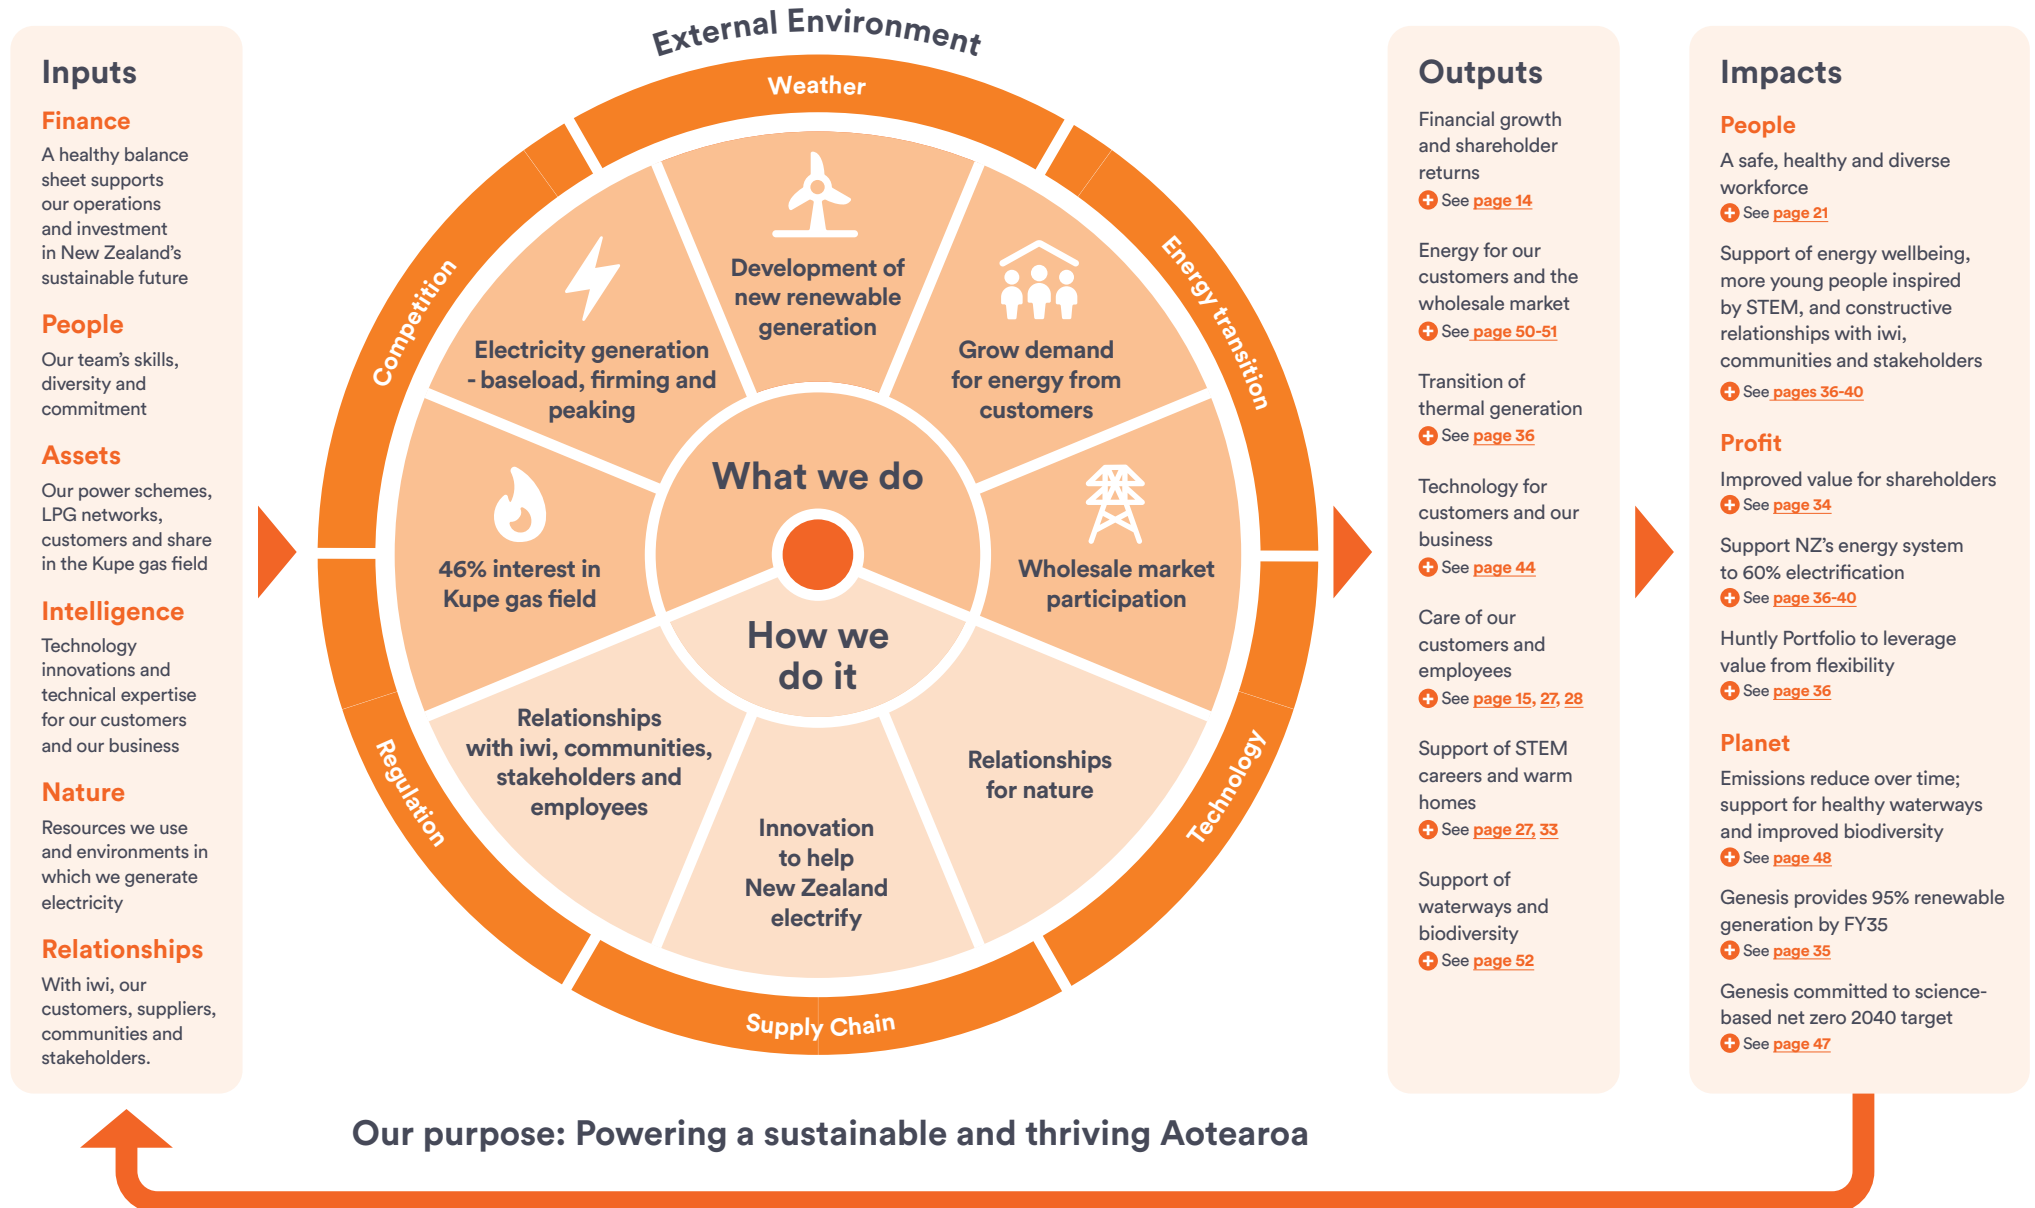 External Environment
Inputs
Finance
A healthy balance
sheet supports
our operations
and investment
in New Zealand’s
sustainable future
People
Our team’s skills,
diversity and
commitment
Assets
Our power schemes,
LPG networks,
customers and share
in the Kupe gas field
Intelligence
Technology
innovations and
technical expertise
for our customers
and our business
Nature
Resources we use
and environments in
which we generate
electricity
Relationships
With iwi, our
customers, suppliers,
communities and
stakeholders.
Weather
Energy transition
Technology
Supply Chain
Regulation
Competition
What we do
46% interest in
Kupe gas field
Electricity generation
- baseload, firming and
peaking
Development of
new renewable
generation
Grow demand
for energy from
customers
Wholesale market
participation
How we
do it
Relationships
with iwi, communities,
stakeholders and
employees
Innovation
to help
New Zealand
electrify
Relationships
for nature
Outputs
Financial growth
and shareholder
returns
See page 14
Energy for our
customers and the
wholesale market
See page 50-51
Transition of
thermal generation
See page 36
Technology for
customers and our
business
See page 44
Care of our
customers and
employees
See page 15, 27, 28
Support of STEM
careers and warm
homes
See page 27, 33
Support of
waterways and
biodiversity
See page 52
Impacts
People
A safe, healthy and diverse
workforce
See page 21
Support of energy wellbeing,
more young people inspired
by STEM, and constructive
relationships with iwi,
communities and stakeholders
See pages 36-40
Profit
Improved value for shareholders
See page 34
Support NZ’s energy system
to 60% electrification
See page 36-40
Huntly Portfolio to leverage
value from flexibility
See page 36
Planet
Emissions reduce over time;
support for healthy waterways
and improved biodiversity
See page 48
Genesis provides 95% renewable
generation by FY35
See page 35
Genesis committed to science-
based net zero 2040 target
See page 47
Our purpose: Powering a sustainable and thriving Aotearoa